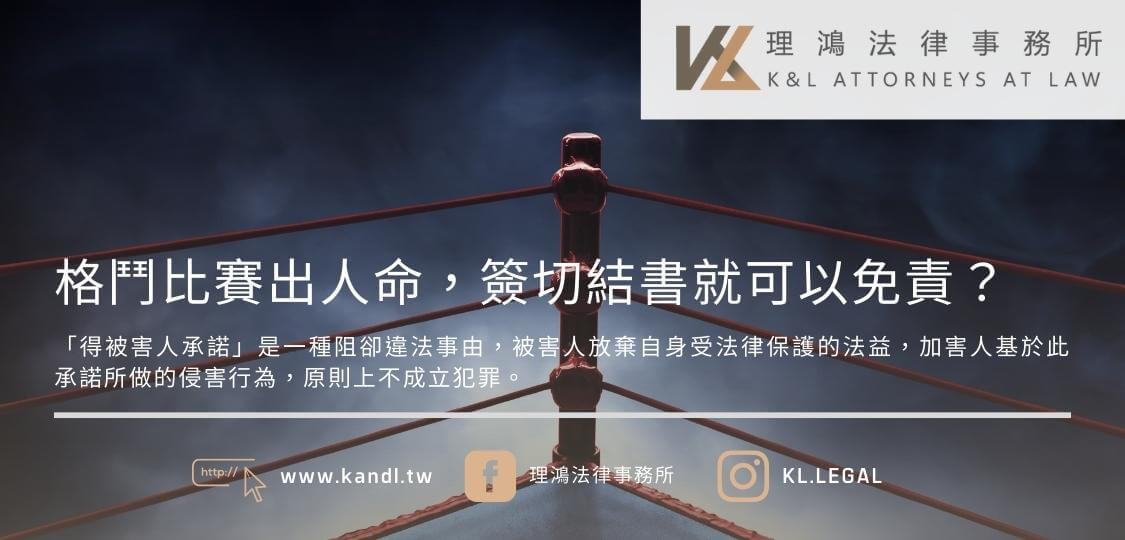 理鴻法律事務所
K&L ATTORNEYS AT LAW
格鬥比賽出人命，簽切結書就可以免責？
「得被害人承諾」是一種阻卻違法事由，被害人放棄自身受法律保護的法益，加害人基於此
承諾所做的侵害行為，原則上不成立犯罪。
http:// www.kandl.tw 理鴻法律事務所 KL.LEGAL